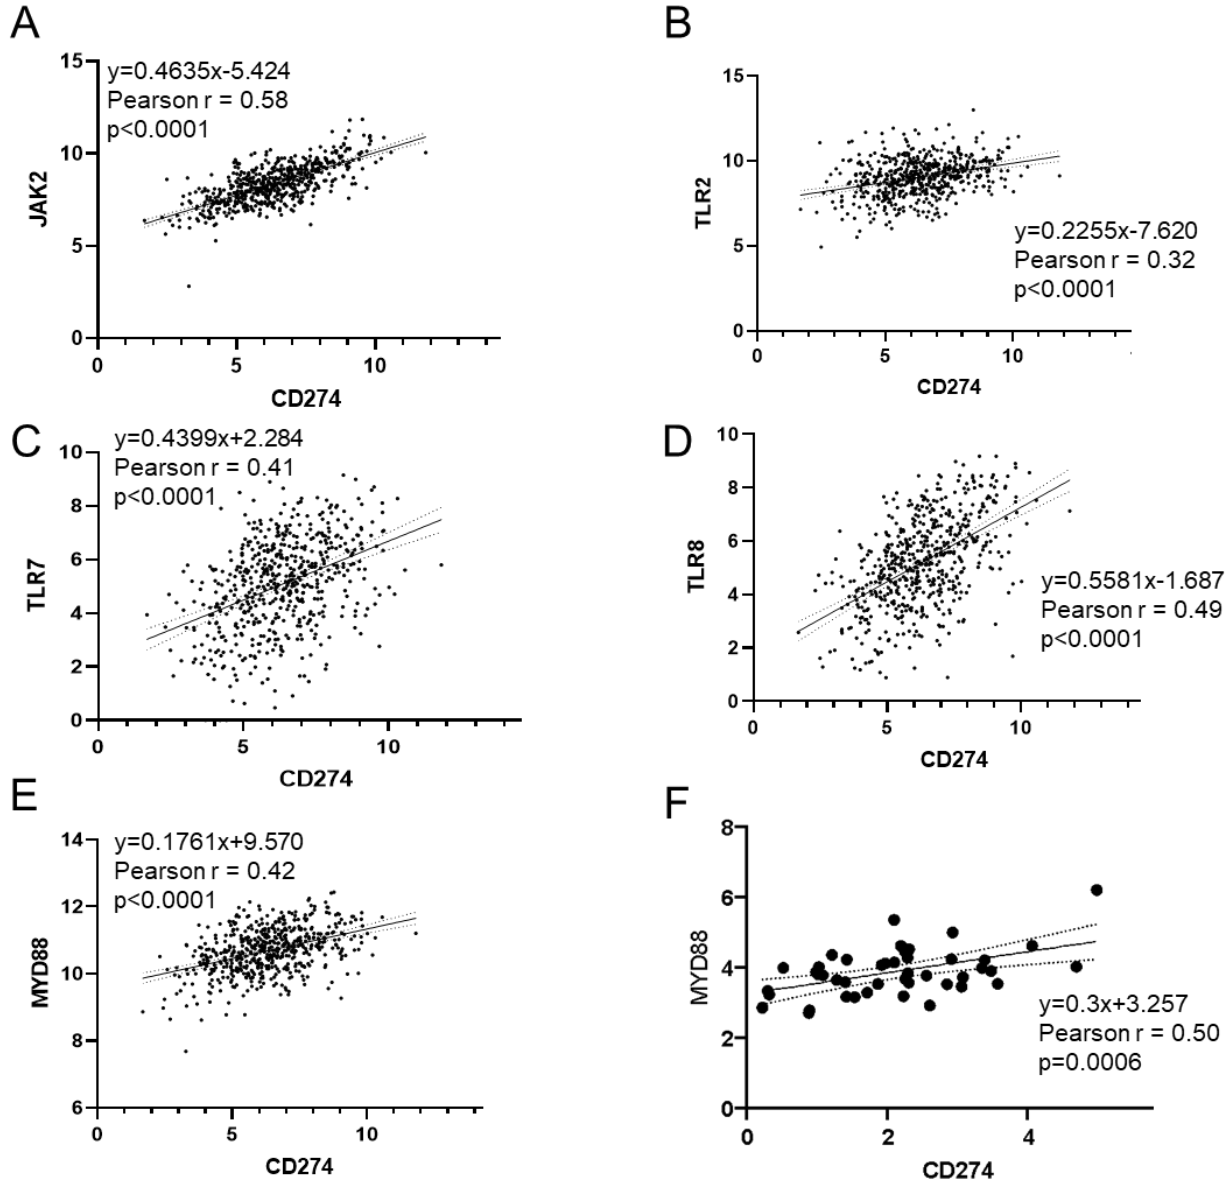 A
15
10
5
0
JAK2
y=0.4635x-5.424
Pearson r = 0.58
p<0.0001
0 5 10
CD274
B
15
10
5
0
TLR2
y=0.2255x-7.620
Pearson r = 0.32
p<0.0001
0 5 10
CD274
C
10
8
6
4
2
0
TLR7
y=0.4399x+2.284
Pearson r = 0.41
p<0.0001
0 5 10
CD274
D
10
8
6
4
2
0
TLR8
y=0.5581x-1.687
Pearson r = 0.49
p<0.0001
0 5 10
CD274
E
14
12
10
8
6
MYD88
y=0.1761x+9.570
Pearson r = 0.42
p<0.0001
0 5 10
CD274
F
8
6
4
2
0
MYD88
y=0.3x+3.257
Pearson r = 0.50
p=0.0006
0 2 4
CD274